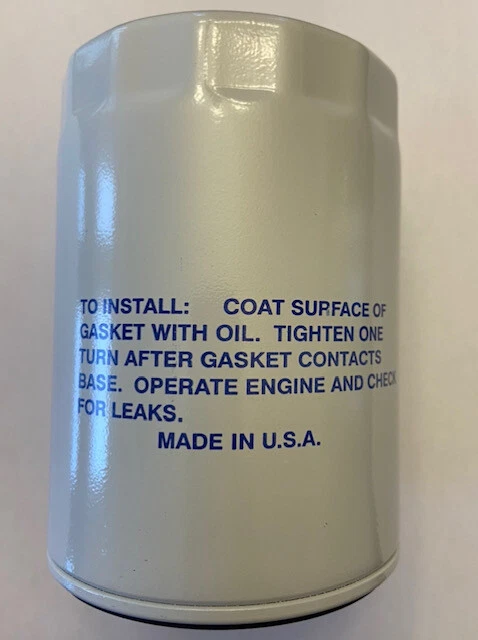 TO INSTALL: COAT SURFACE OF
GASKET WITH OIL. TIGHTEN ONE
TURN AFTER GASKET CONTACTS
BASE. OPERATE ENGINE AND CHECK
FOR LEAKS.
MADE IN U.S.A.